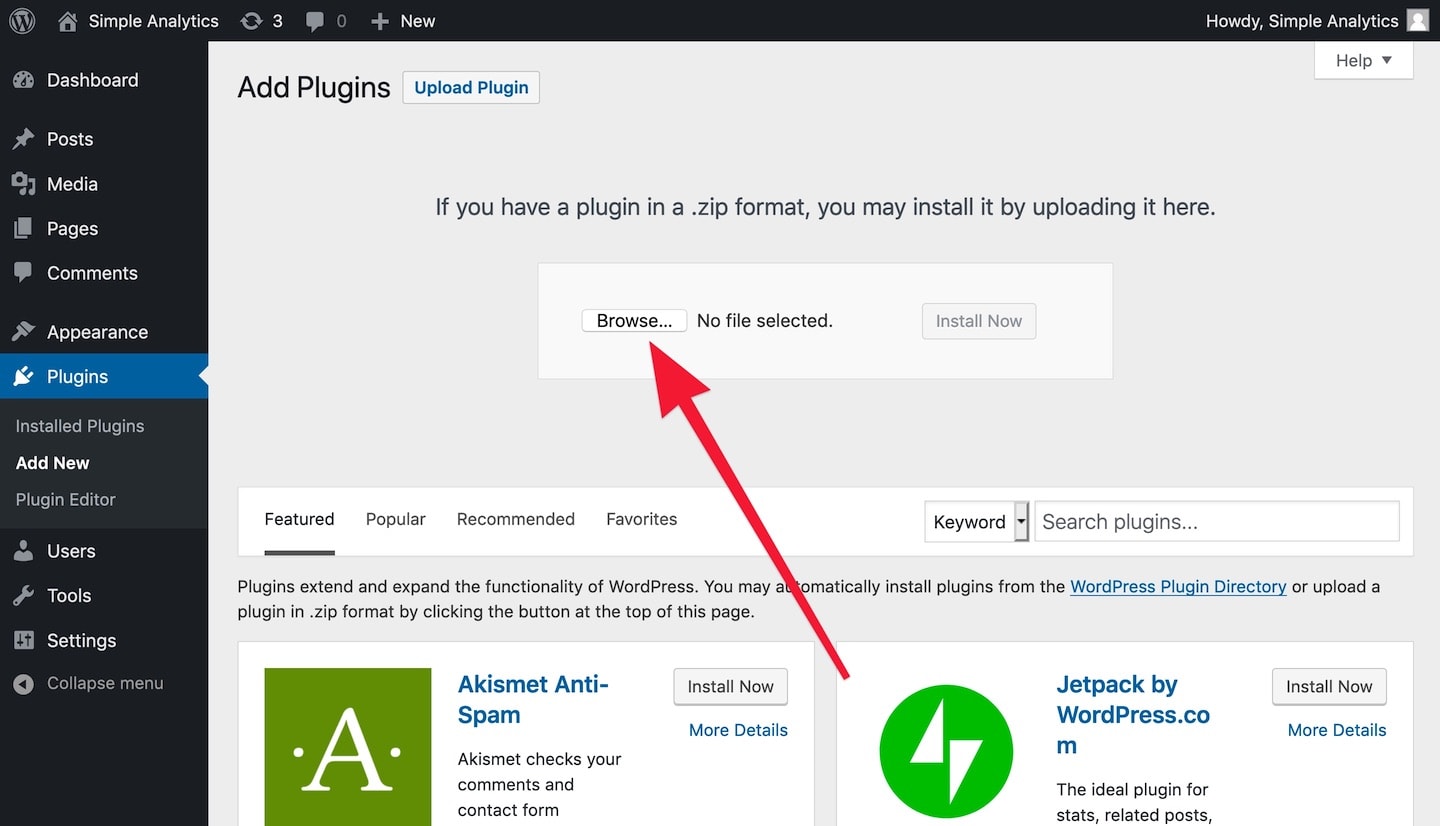 Simple Analytics 3 0 New Howdy, Simple Analytics
Help
Dashboard
Posts
Media
Pages
Comments
Appearance
Plugins
Installed Plugins
Add New
Plugin Editor
Users
Tools
Settings
Collapse menu
Add Plugins Upload Plugin
If you have a plugin in a .zip format, you may install it by uploading it here.
Browse... No file selected. Install Now
Featured Popular Recommended Favorites Keyword Search plugins...
Plugins extend and expand the functionality of WordPress. You may automatically install plugins from the WordPress Plugin Directory or upload a
plugin in .zip format by clicking the button at the top of this page.
A
Akismet Anti-
Spam
Install Now
More Details
Akismet checks your
comments and
contact form
Jetpack by
WordPress.co
m
Install Now
More Details
The ideal plugin for
stats, related posts,